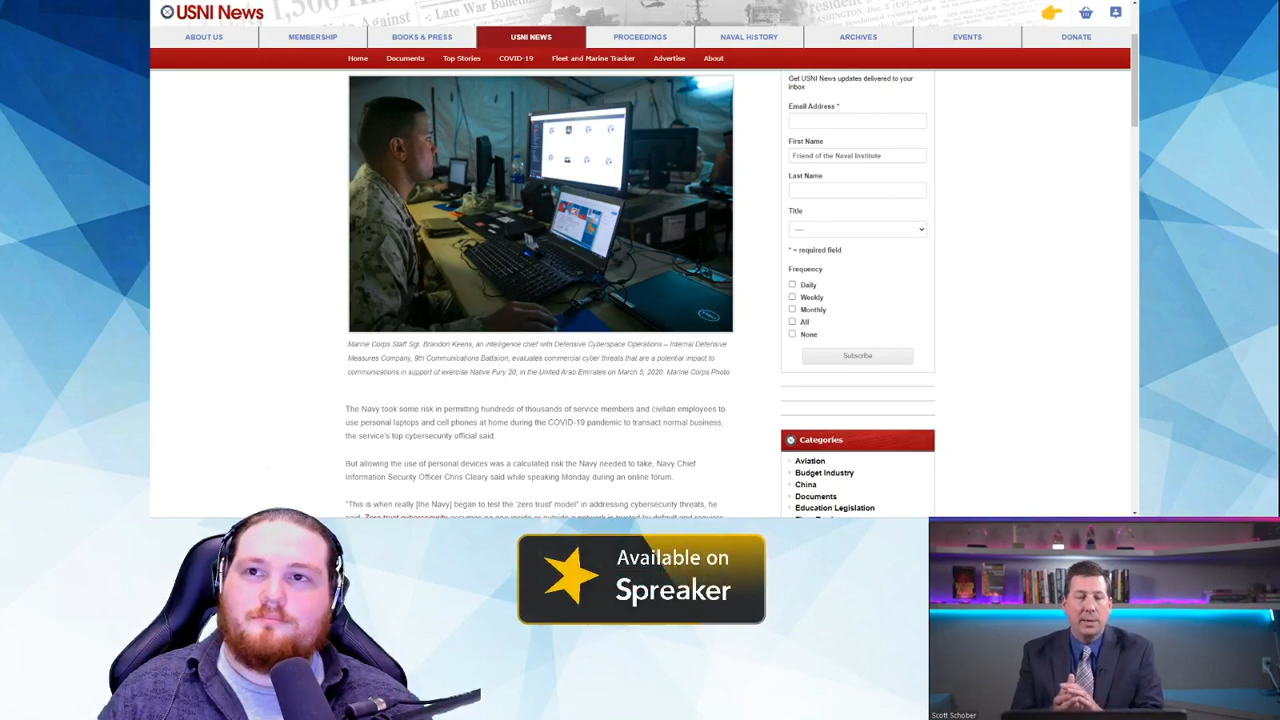 USNI News
ABOUT US
MEMBERSHIP
BOOKS & PRESS
USNI NEWS
PROCEEDINGS
NAVAL HISTORY
ARCHIVES
EVENTS
DONATE
Home
Documents
Top Stories
COVID-19
Fleet and Marine Tracker
Advertise
About
Marine Corps Staff Sgt. Brandon Keens, an intelligence chief with Defensive Cyberspace Operations – Internal Defensive
Measures Company, 9th Communications Battalion, evaluates commercial cyber threats that are a potential impact to
communications in support of exercise Native Fury 20, in the United Arab Emirates on March 5, 2020. Marine Corps Photo
The Navy took some risk in permitting hundreds of thousands of service members and civilian employees to
use personal laptops and cell phones at home during the COVID-19 pandemic to transact normal business,
the service's top cybersecurity official said.
But allowing the use of personal devices was a calculated risk the Navy needed to take, Navy Chief
Information Security Officer Chris Cleary said while speaking Monday during an online forum.
"This is when really [the Navy] began to test the 'zero trust' model" in addressing cybersecurity threats, he
said. Zero trust cybersecurity assumes no one inside or outside a network is trusted by default and requires
Get USNI News updates delivered to your
inbox
Email Address *
First Name
Friend of the Naval Institute
Last Name
Title
----
* = required field
Frequency
Daily
Weekly
Monthly
All
None
Subscribe
Categories
Aviation
Budget Industry
China
Documents
Education Legislation
Available on
Spreaker
Scott Schober